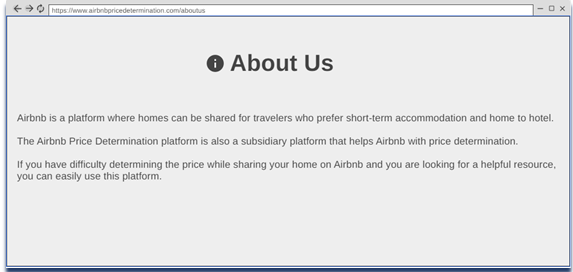 https://www.airbnbpricedetermination.com/aboutus
About Us
Airbnb is a platform where homes can be shared for travelers who prefer short-term accommodation and home to hotel.
The Airbnb Price Determination platform is also a subsidiary platform that helps Airbnb with price determination.
If you have difficulty determining the price while sharing your home on Airbnb and you are looking for a helpful resource,
you can easily use this platform.